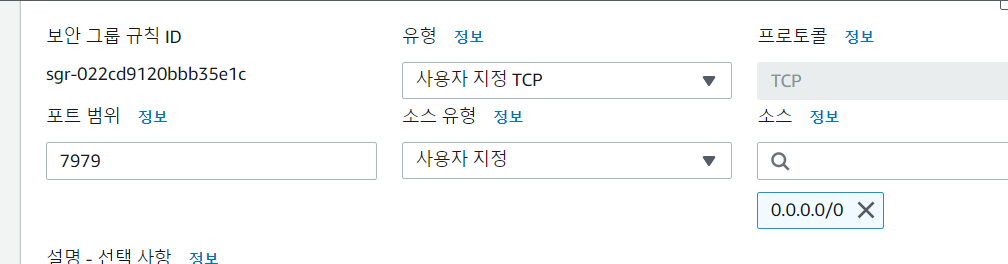 보안 그룹 규칙 ID
유형 정보
프로토콜 정보
sgr-022cd9120bbb35e1c
사용자 지정 TCP
TCP
포트 범위 정보
소스 유형 정보
소스 정보
7979
사용자 지정
0.0.0.0/0
설명 - 선택 사항 정보